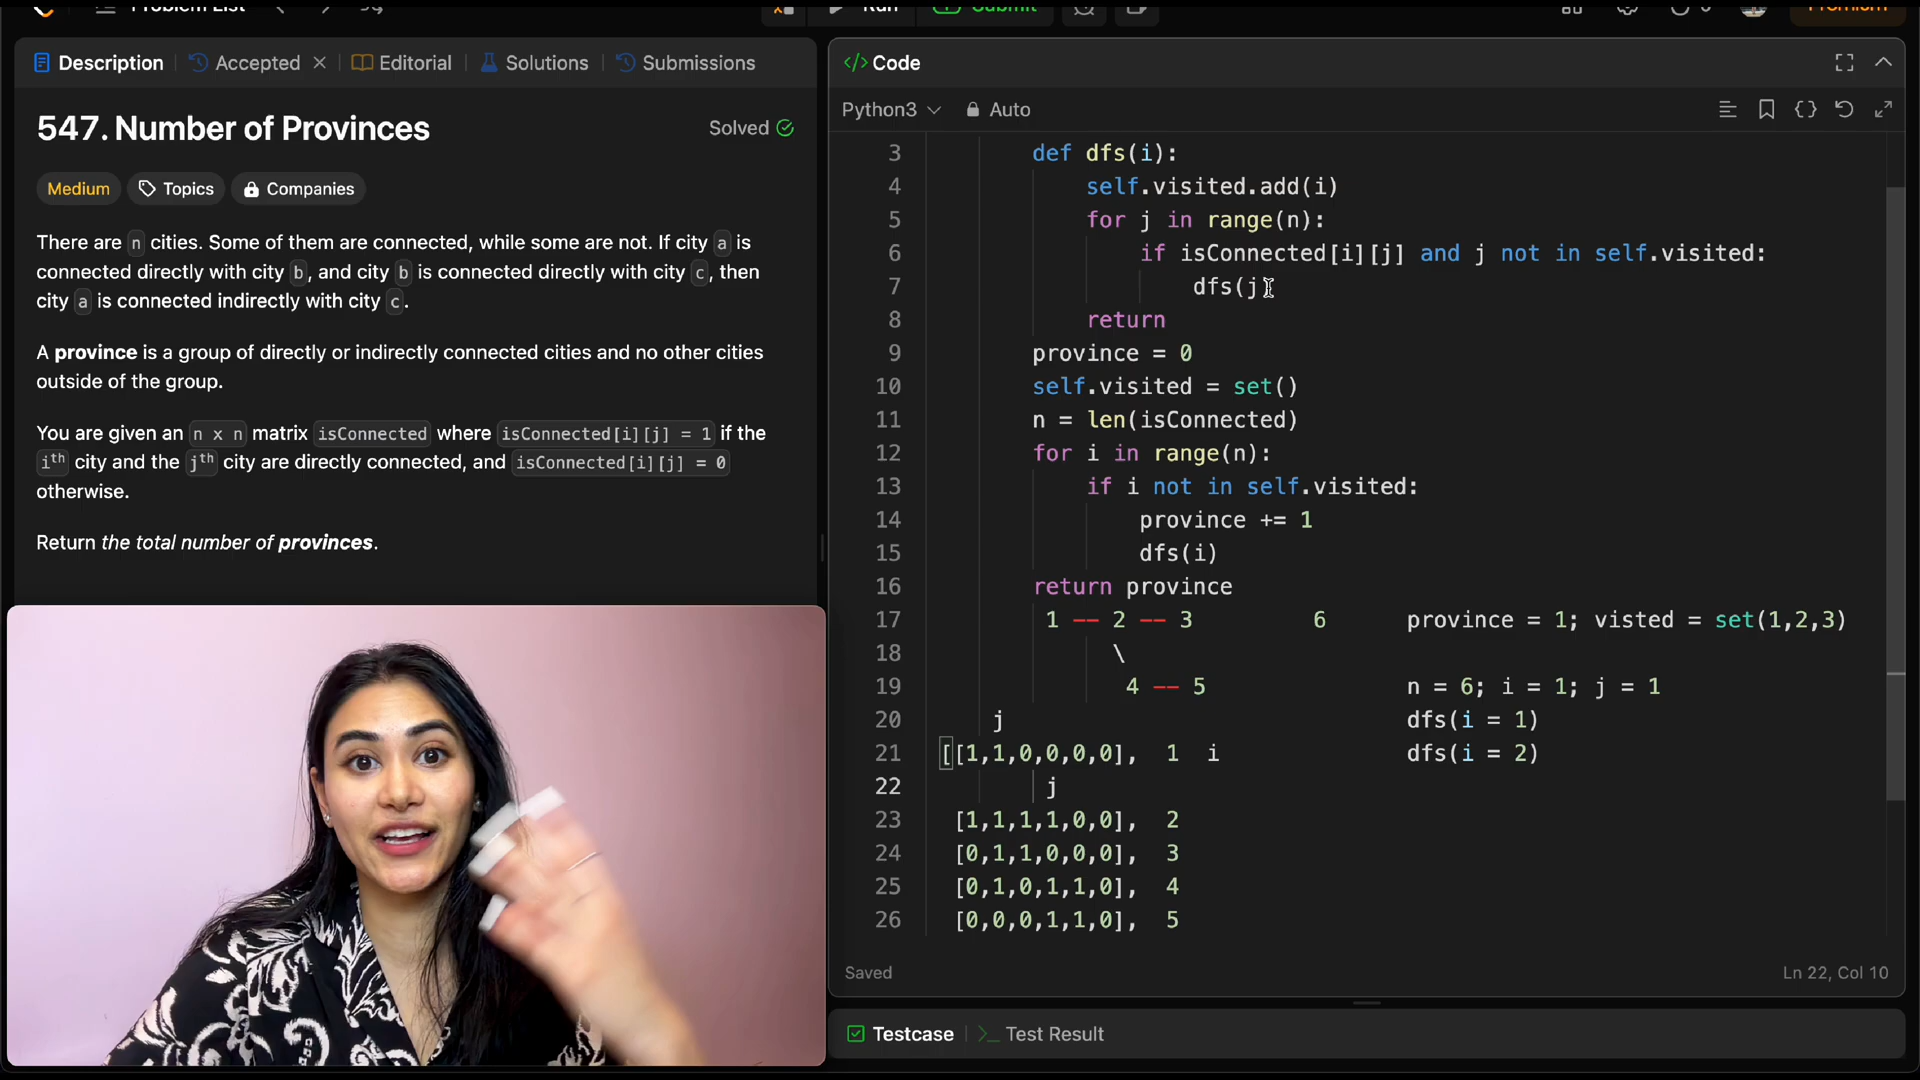 Problem List
Run
Submit
0
Premium
Description
Accepted
Editorial
Solutions
Submissions
547. Number of Provinces
Solved
Medium
Topics
Companies
There are n cities. Some of them are connected, while some are not. If city a is
connected directly with city b, and city b is connected directly with city c, then
city a is connected indirectly with city c.
A province is a group of directly or indirectly connected cities and no other cities
outside of the group.
You are given an n x n matrix isConnected where isConnected[i][j] = 1 if the
ith city and the jth city are directly connected, and isConnected[i][j] = 0
otherwise.
Return the total number of provinces.
</> Code
Python3
Auto
3 def dfs(i):
4 self.visited.add(i)
5 for j in range(n):
6 if isConnected[i][j] and j not in self.visited:
7 dfs(j)
8 return
9 province = 0
10 self.visited = set()
11 n = len(isConnected)
12 for i in range(n):
13 if i not in self.visited:
14 province += 1
15 dfs(i)
16 return province
17 1 -- 2 -- 3 6 province = 1; visted = set(1,2,3)
18 \
19 4 -- 5 n = 6; i = 1; j = 1
20 j dfs(i = 1)
21 [[1,1,0,0,0,0], 1 i dfs(i = 2)
22 j
23 [1,1,1,1,0,0], 2
24 [0,1,1,0,0,0], 3
25 [0,1,0,1,1,0], 4
26 [0,0,0,1,1,0], 5
Saved
Ln 22, Col 10
Testcase
Test Result